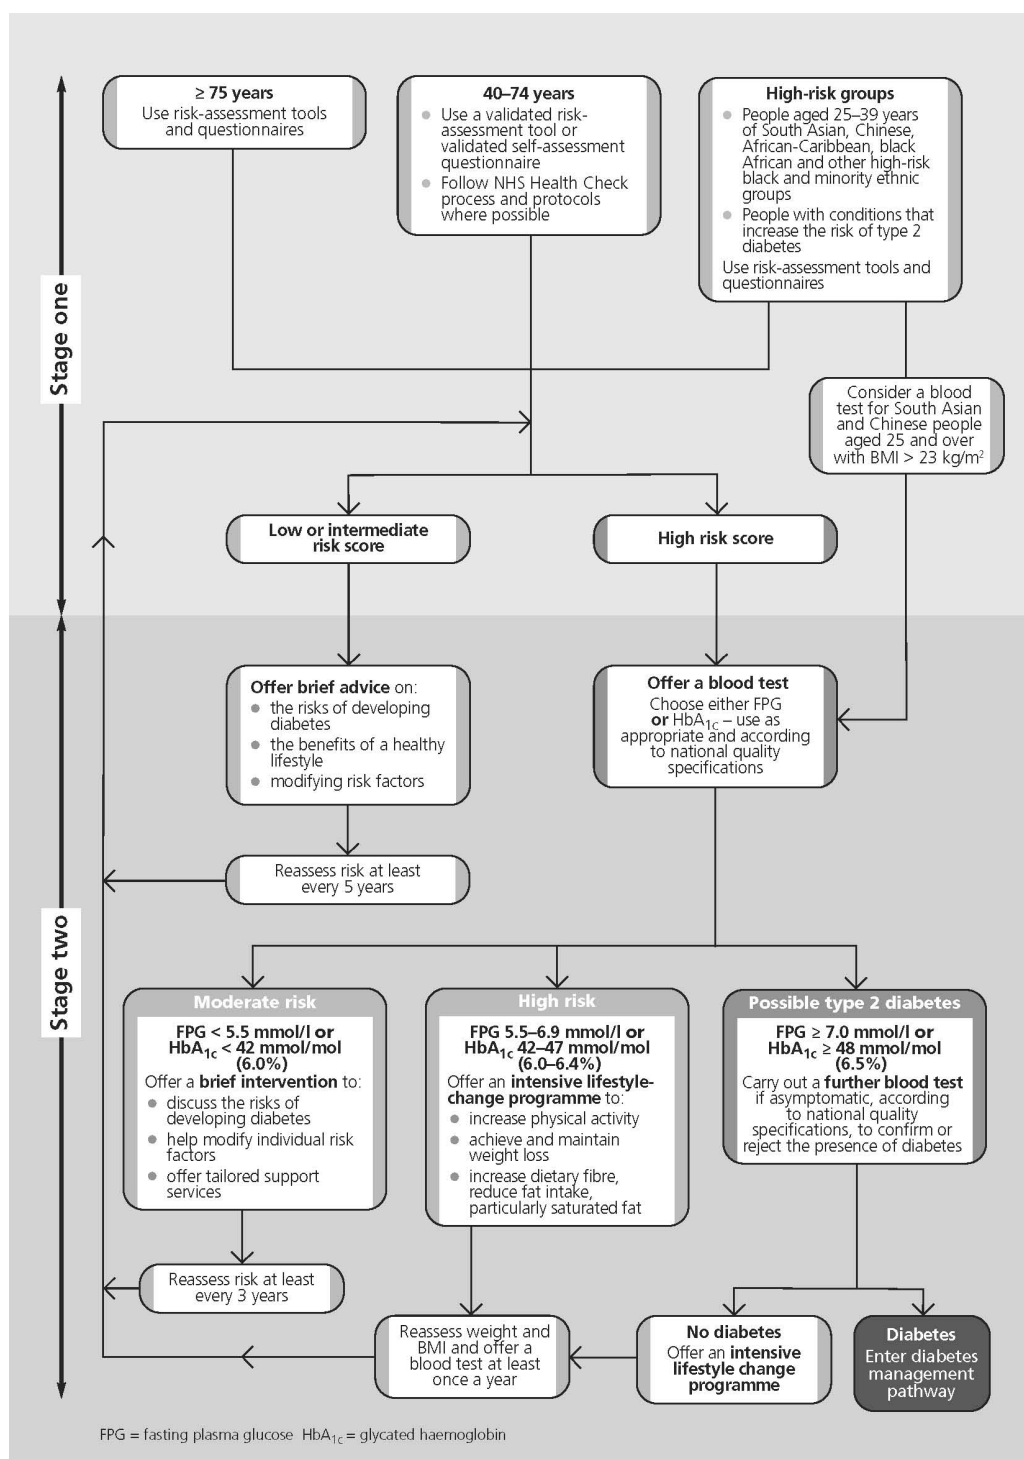 ≥ 75 years
Use risk-assessment tools
and questionnaires
40–74 years
● Use a validated risk-
assessment tool or
validated self-assessment
questionnaire
● Follow NHS Health Check
process and protocols
where possible
High-risk groups
● People aged 25–39 years
of South Asian, Chinese,
African-Caribbean, black
African and other high-risk
black and minority ethnic
groups
● People with conditions that
increase the risk of type 2
diabetes
Use risk-assessment tools and
questionnaires
Stage one
Consider a blood
test for South Asian
and Chinese people
aged 25 and over
with BMI > 23 kg/m²
Low or intermediate
risk score
High risk score
Offer brief advice on:
● the risks of developing
diabetes
● the benefits of a healthy
lifestyle
● modifying risk factors
Offer a blood test
Choose either FPG
or HbA1c – use as
appropriate and according
to national quality
specifications
Reassess risk at least
every 5 years
Stage two
Moderate risk
FPG < 5.5 mmol/l or
HbA1c < 42 mmol/mol
(6.0%)
Offer a brief intervention to:
● discuss the risks of
developing diabetes
● help modify individual risk
factors
● offer tailored support
services
High risk
FPG 5.5–6.9 mmol/l or
HbA1c 42–47 mmol/mol
(6.0–6.4%)
Offer an intensive lifestyle-
change programme to:
● increase physical activity
● achieve and maintain
weight loss
● increase dietary fibre,
reduce fat intake,
particularly saturated fat
Possible type 2 diabetes
FPG ≥ 7.0 mmol/l or
HbA1c ≥ 48 mmol/mol
(6.5%)
Carry out a further blood test
if asymptomatic, according
to national quality
specifications, to confirm or
reject the presence of diabetes
Reassess risk at least
every 3 years
Reassess weight and
BMI and offer a
blood test at least
once a year
No diabetes
Offer an intensive
lifestyle change
programme
Diabetes
Enter diabetes
management
pathway
FPG = fasting plasma glucose HbA1c = glycated haemoglobin